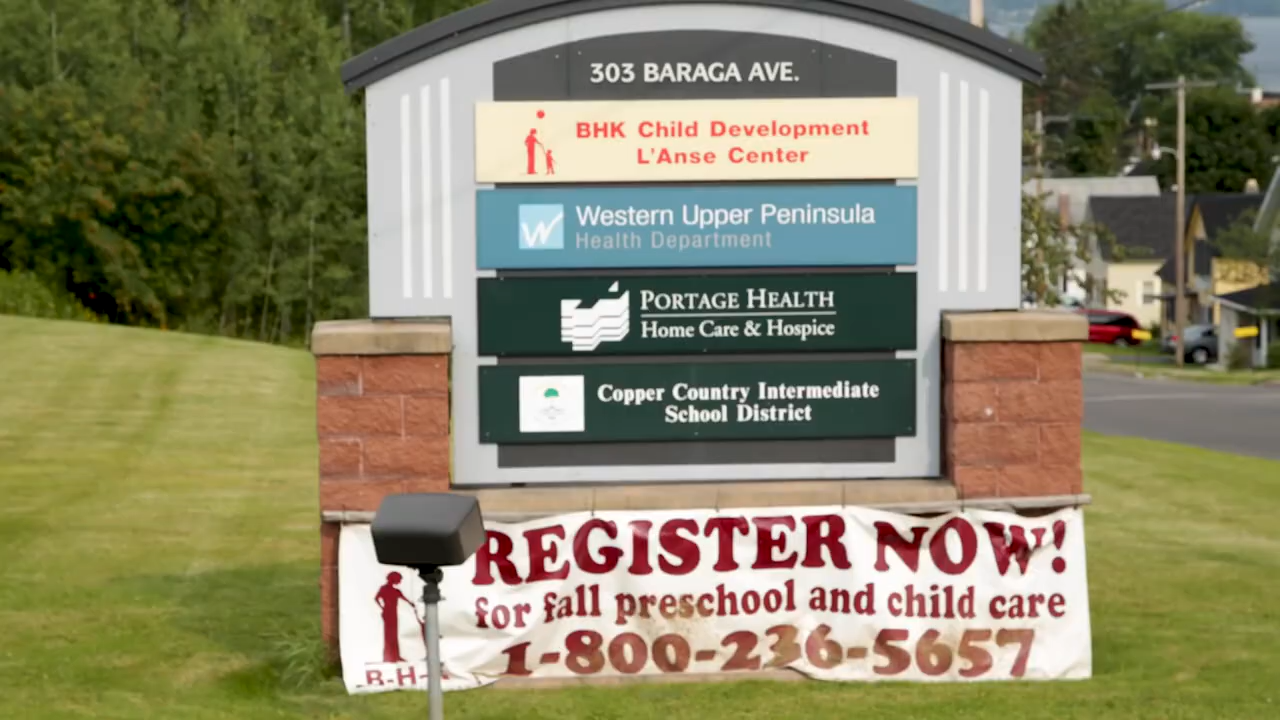 303 BARAGA AVE.
BHK Child Development
L'Anse Center
Western Upper Peninsula
Health Department
PORTAGE HEALTH
Home Care & Hospice
Copper Country Intermediate
School District
REGISTER NOW!
for fall preschool and child care
1-800-236-5657
B-H-